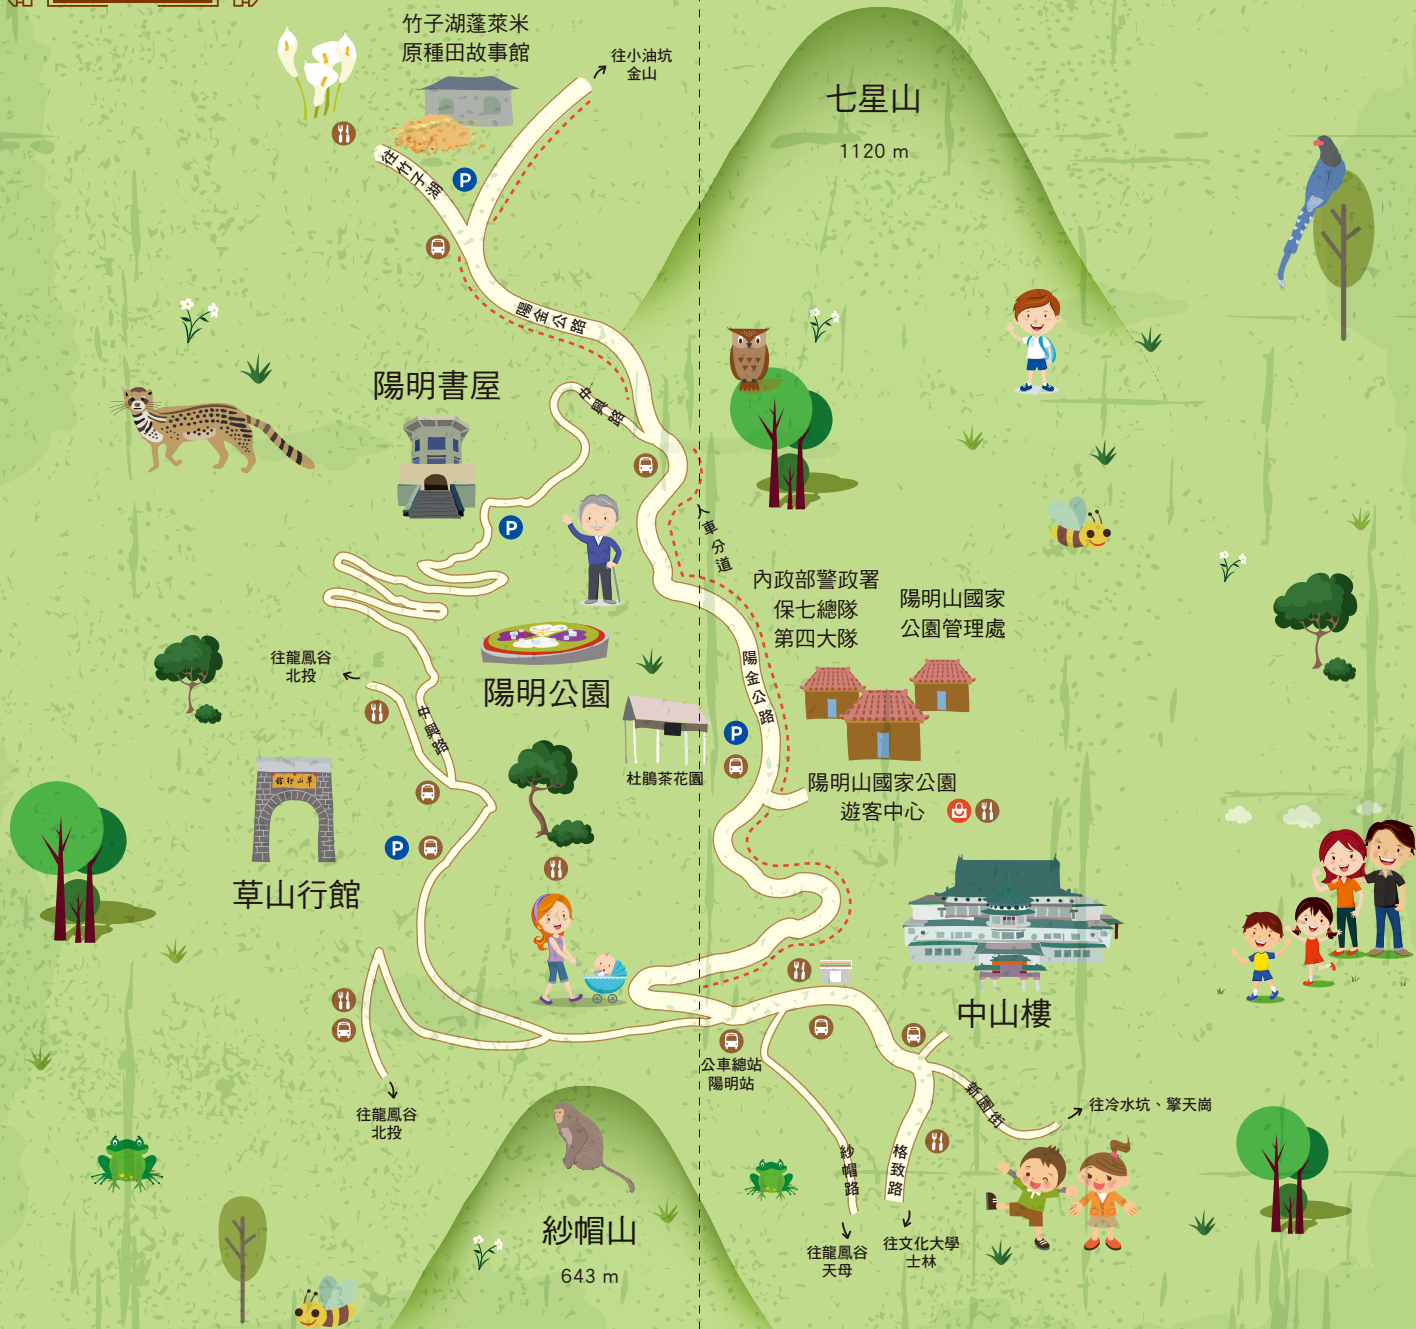 竹子湖蓬萊米
原種田故事館
往小油坑
金山
七星山
1120 m
往竹子湖
P
陽金公路
陽明書屋
中興路
P
人車分道
內政部警政署
保七總隊
第四大隊
陽明山國家
公園管理處
往龍鳳谷
北投
陽明公園
陽金公路
中興路
P
杜鵑茶花園
陽明山國家公園
遊客中心
草山行館
P
草山行館
中山樓
公車總站
陽明站
新園街
往冷水坑、擎天崗
往龍鳳谷
北投
紗帽路
格致路
紗帽山
643 m
往龍鳳谷
天母
往文化大學
士林